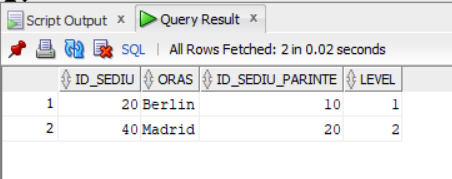 Script Output x Query Result x
SQL | All Rows Fetched: 2 in 0.02 seconds
ID_SEDIU ORAS ID_SEDIU_PARINTE LEVEL
1 20 Berlin 10 1
2 40 Madrid 20 2